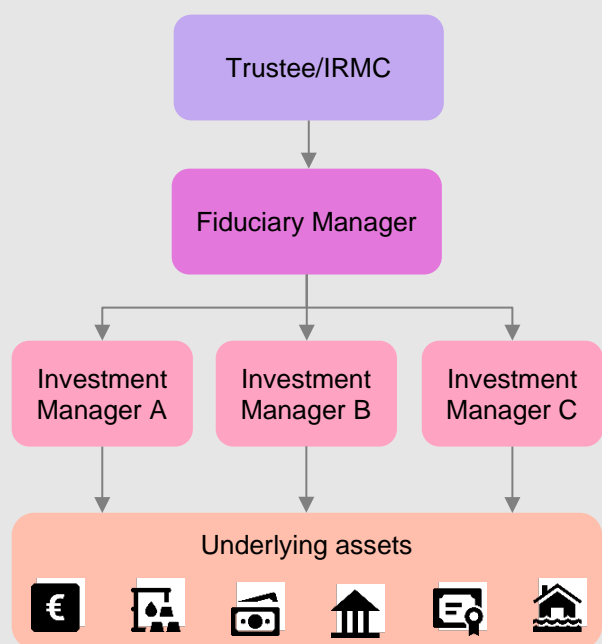 Trustee/IRMC
Fiduciary Manager
Investment
Manager A
Investment
Manager B
Investment
Manager C
Underlying assets
€